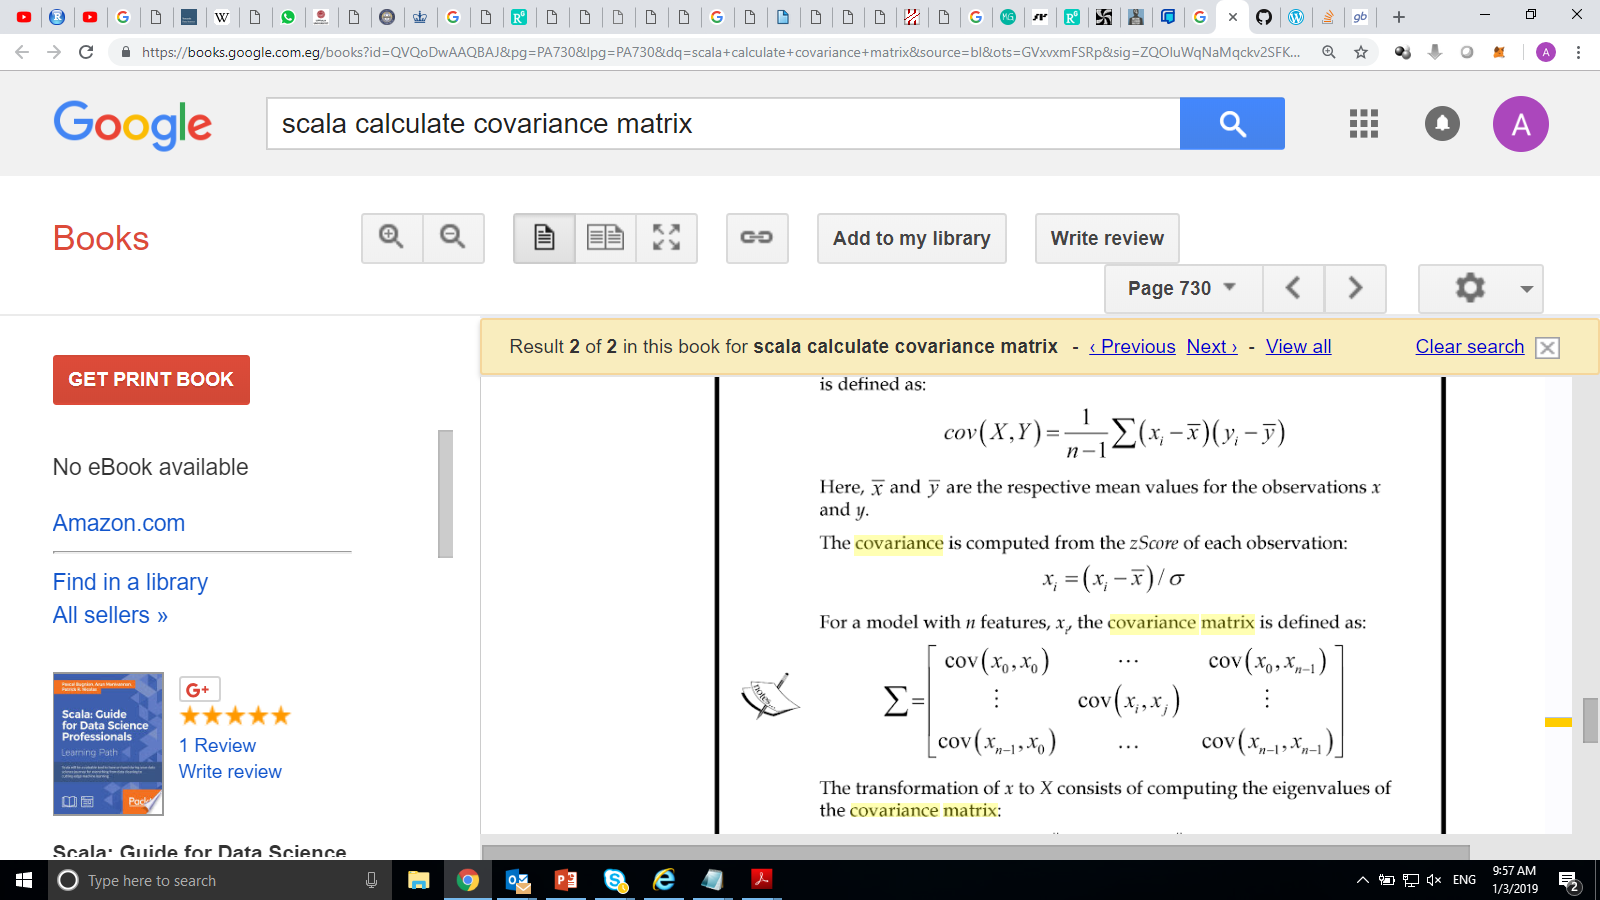 https://books.google.com.eg/books?id=QVQoDwAAQBAJ&pg=PA730&lpg=PA730&dq=scala+calculate+covariance+matrix&source=bl&ots=GVxvxmFSRp&sig=ZQOluWqNaMqckv2SFK...
A
Google
scala calculate covariance matrix
A
Books
Add to my library
Write review
Page 730
Result 2 of 2 in this book for scala calculate covariance matrix - ‹ Previous Next › - View all
Clear search
GET PRINT BOOK
No eBook available
Amazon.com
Find in a library
All sellers »
Scala: Guide
for Data Science
Professionals
Learning Path
Packt
G+
1 Review
Write review
Scala: Guide for Data Science
is defined as:
cov(X,Y)=1/(n−1) ∑(xᵢ − x̄)(yᵢ − ȳ)
Here, x̄ and ȳ are the respective mean values for the observations x
and y.
The covariance is computed from the zScore of each observation:
xᵢ = (xᵢ − x̄) / σ
For a model with n features, xᵢ, the covariance matrix is defined as:
cov(x₀,x₀) ⋯ cov(x₀,xₙ₋₁)
∑= ⋮ cov(xᵢ,xⱼ) ⋮
cov(xₙ₋₁,x₀) ... cov(xₙ₋₁,xₙ₋₁)
notes
The transformation of x to X consists of computing the eigenvalues of
the covariance matrix:
Type here to search
ENG
9:57 AM
1/3/2019
2